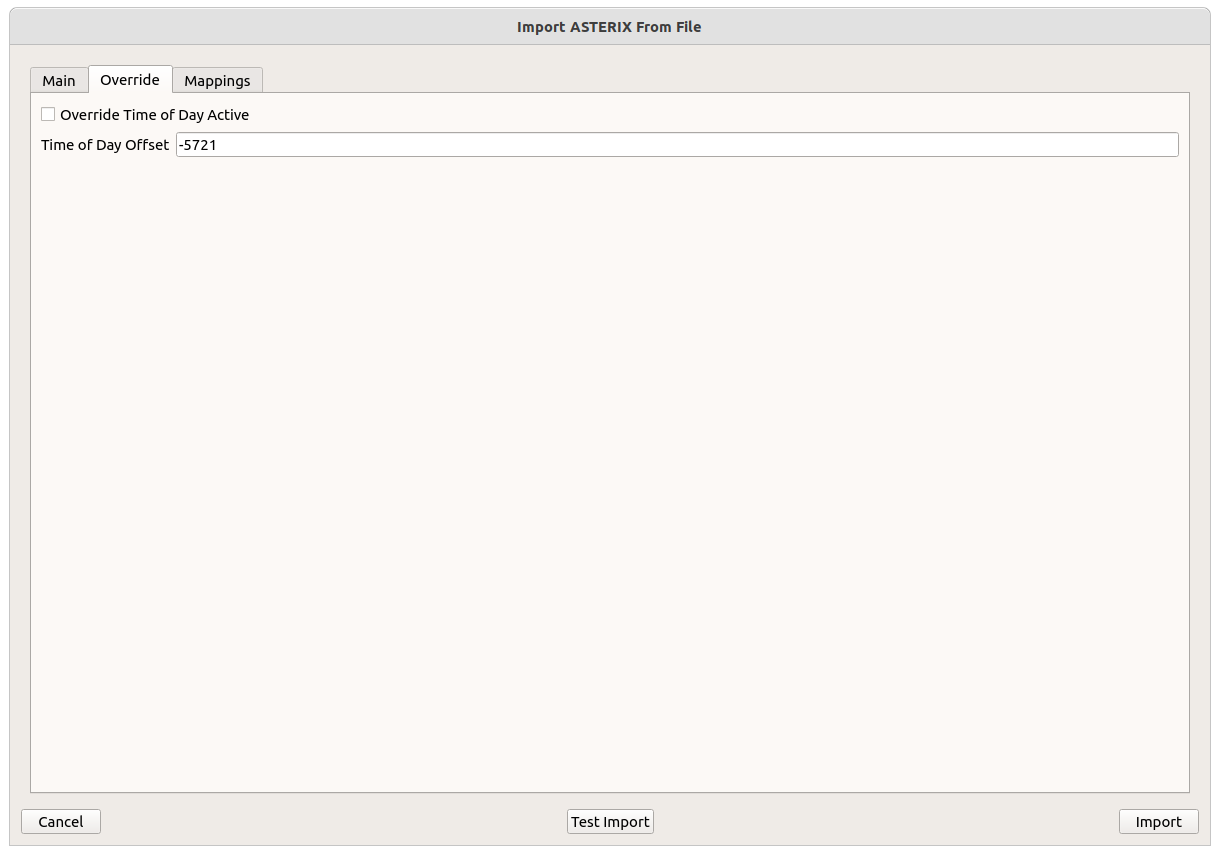 Import ASTERIX From File
Main Override Mappings
Override Time of Day Active
Time of Day Offset -5721
Cancel Test Import Import